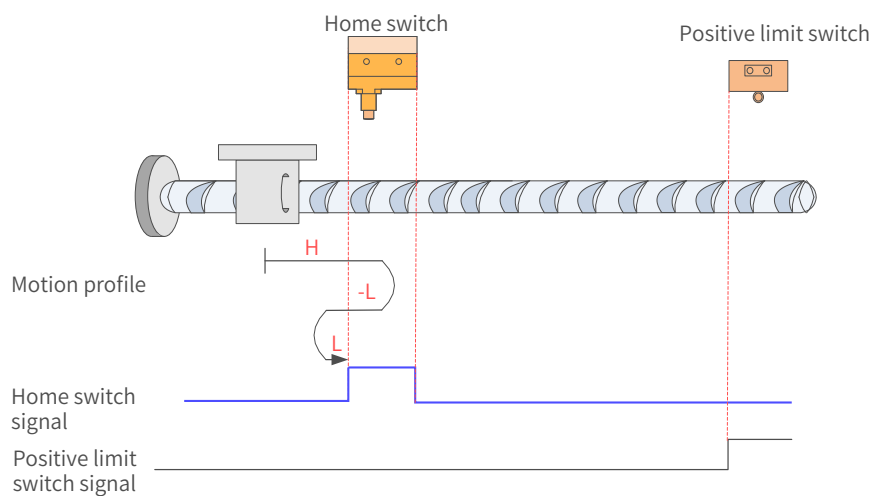 Home switch
Positive limit switch
H
Motion profile
-L
L
Home switch
signal
Positive limit
switch signal